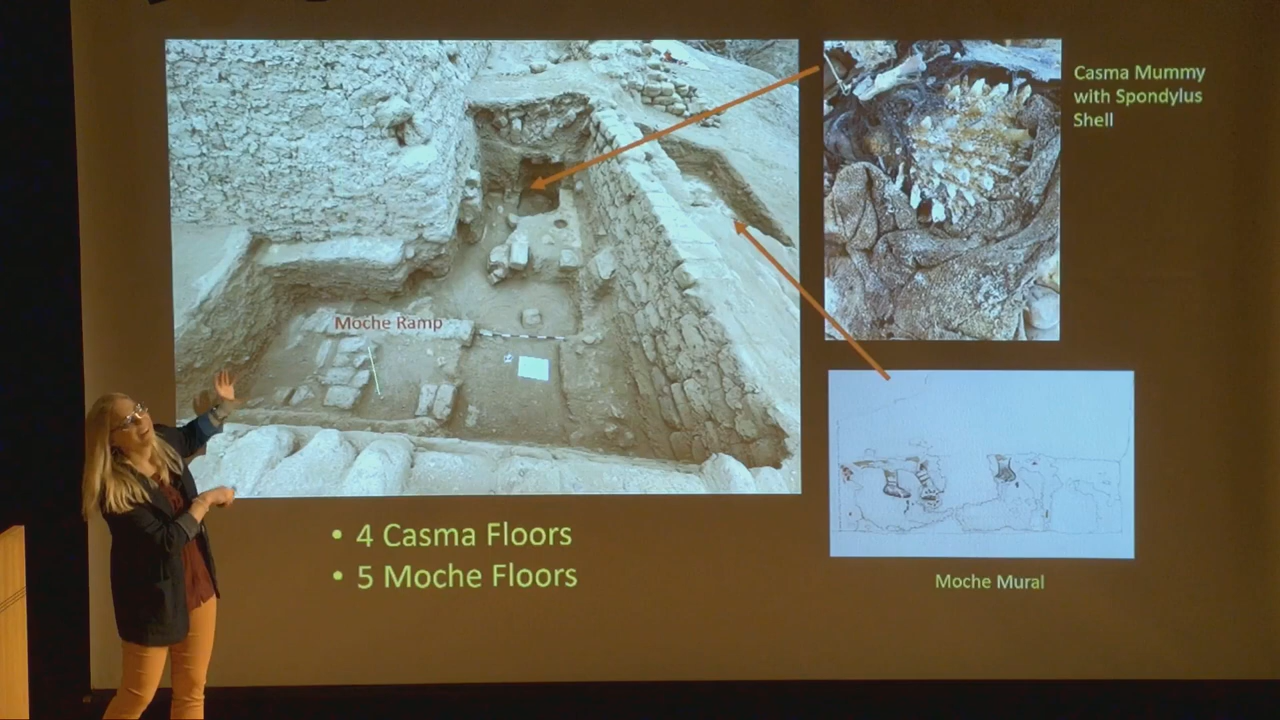 Casma Mummy
with Spondylus
Shell
Moche Ramp
• 4 Casma Floors
• 5 Moche Floors
Moche Mural